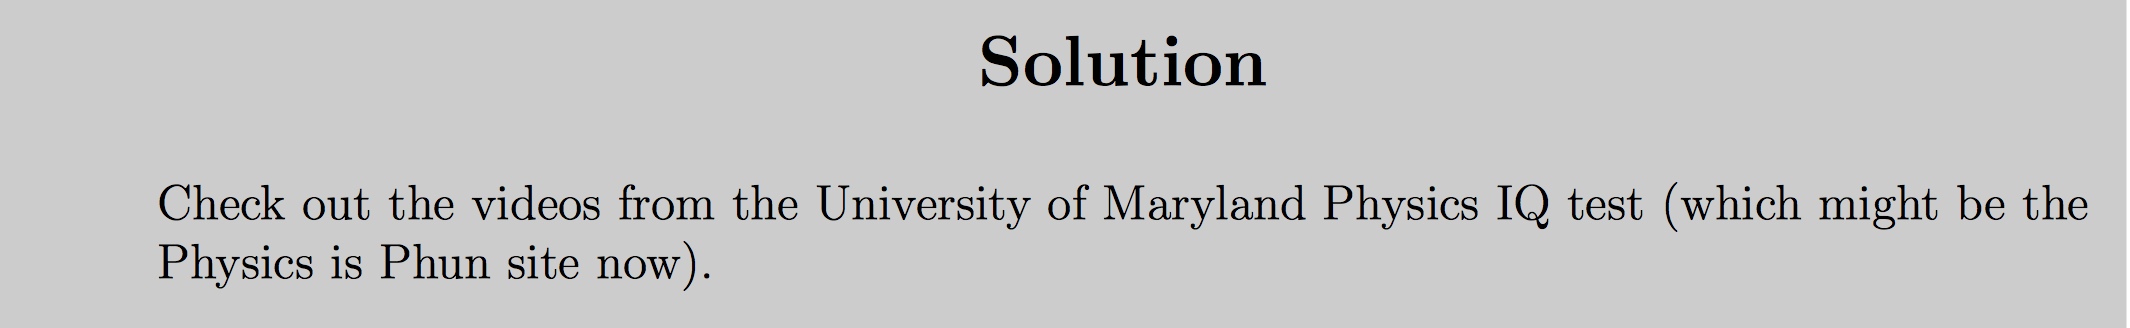 Solution
Check out the videos from the University of Maryland Physics IQ test (which might be the
Physics is Phun site now).